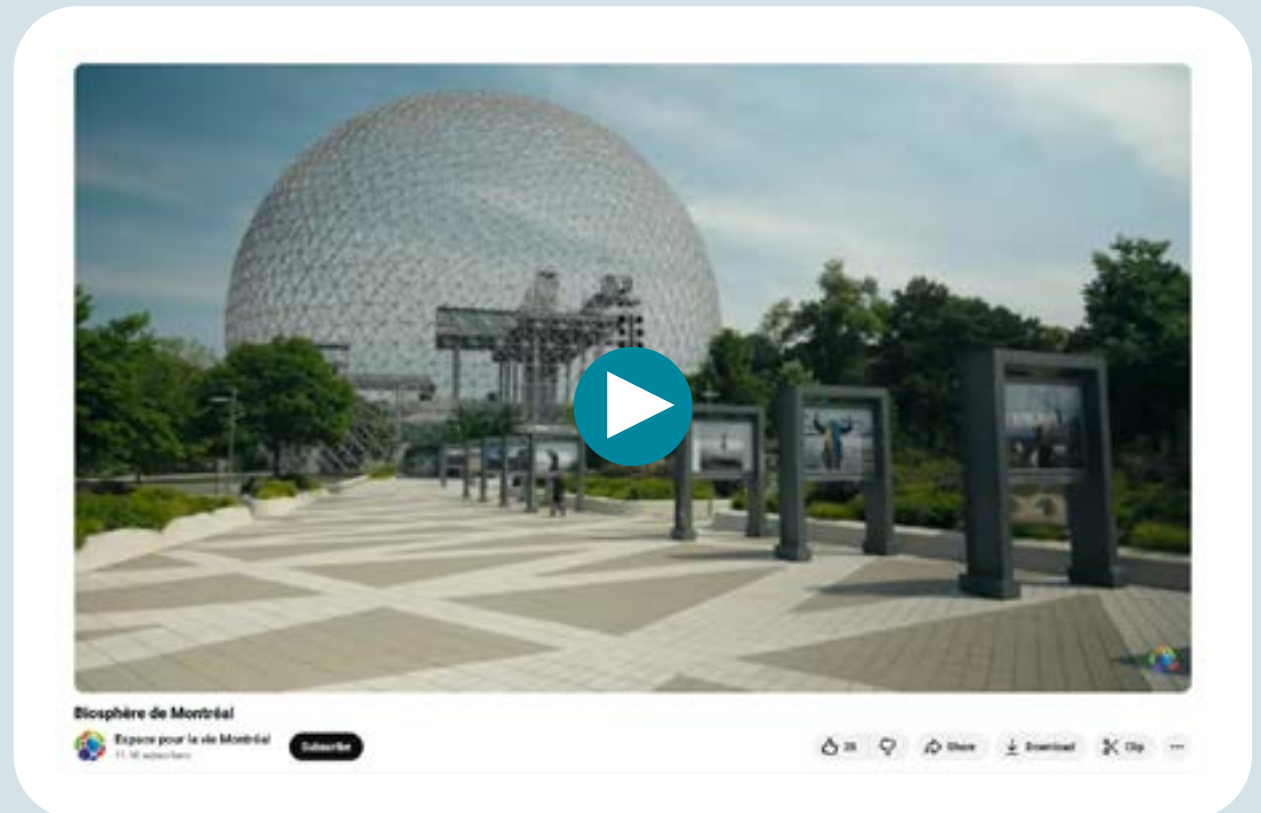 Biosphère de Montréal
Espace pour la vie Montréal
Subscribe
Share
Download
Clip